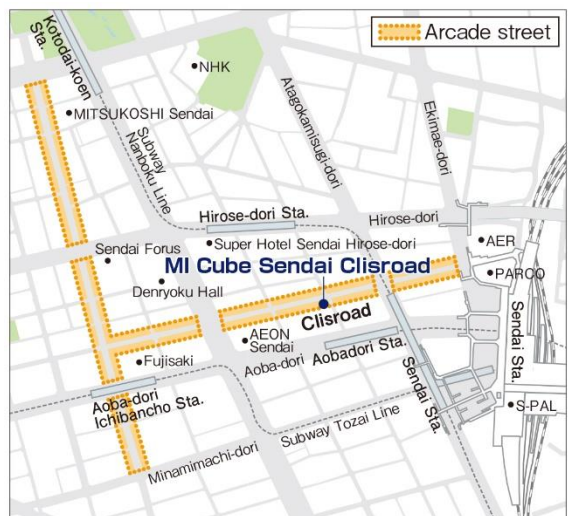 Arcade street
Kotodai-koen
Sta.
NHK
MITSUKOSHI Sendai
Subway
Nanboku Line
Atagokamisugi-dori
Ekimae-dori
Hirose-dori Sta.
Hirose-dori
Sendai Forus
Super Hotel Sendai Hirose-dori
AER
MI Cube Sendai Clisroad
PARCO
Denryoku Hall
Clisroad
Sendai Sta.
AEON
Sendai
Aobadori Sta.
Fujisaki
Aoba-dori
Sendai Sta.
Aoba-dori
Ichibancho Sta.
S-PAL
Subway Tozai Line
Minamimachi-dori